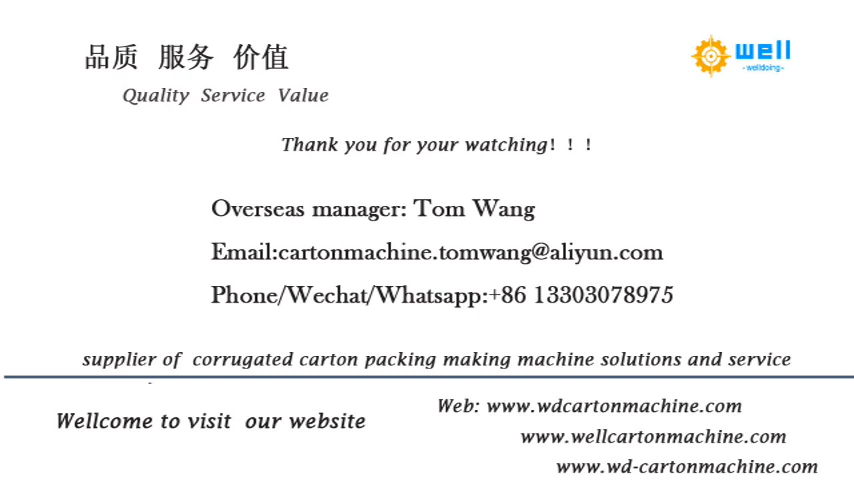 品质 服务 价值
well
-welldoing-
Quality Service Value
Thank you for your watching！！！
Overseas manager: Tom Wang
Email:cartonmachine.tomwang@aliyun.com
Phone/Wechat/Whatsapp:+86 13303078975
supplier of corrugated carton packing making machine solutions and service
Wellcome to visit our website
Web: www.wdcartonmachine.com
www.wellcartonmachine.com
www.wd-cartonmachine.com